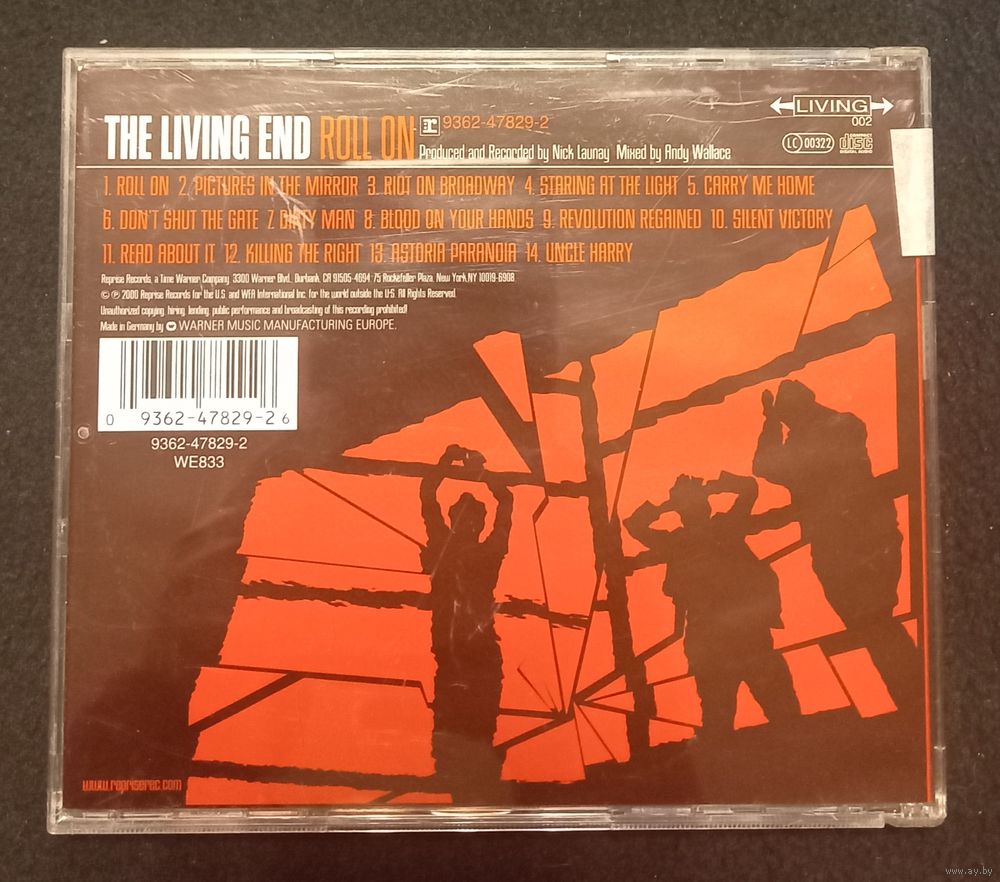 LIVING
002
THE LIVING END ROLL ON R 9362-47829-2
Produced and Recorded by Nick Launay Mixed by Andy Wallace
LC 00322 COMPACT disc DIGITAL AUDIO
1. ROLL ON 2. PICTURES IN THE MIRROR 3. RIOT ON BROADWAY 4. STARING AT THE LIGHT 5. CARRY ME HOME
6. DON'T SHUT THE GATE 7. DIRTY MAN 8. BLOOD ON YOUR HANDS 9. REVOLUTION REGAINED 10. SILENT VICTORY
11. READ ABOUT IT 12. KILLING THE RIGHT 13. ASTORIA PARANOIA 14. UNCLE HARRY
Reprise Records, a Time Warner Company. 3300 Warner Blvd., Burbank, CA 91505-4694·75 Rockefeller Plaza, New York, NY 10019-6908.
© ℗ 2000 Reprise Records for the U.S. and WEA International Inc. for the world outside the U.S. All Rights Reserved.
Unauthorized copying, hiring, lending, public performance and broadcasting of this recording prohibited!
Made in Germany by WARNER MUSIC MANUFACTURING EUROPE.
0 9362-47829-2 6
9362-47829-2
WE833
www.repriserec.com
www.ay.by